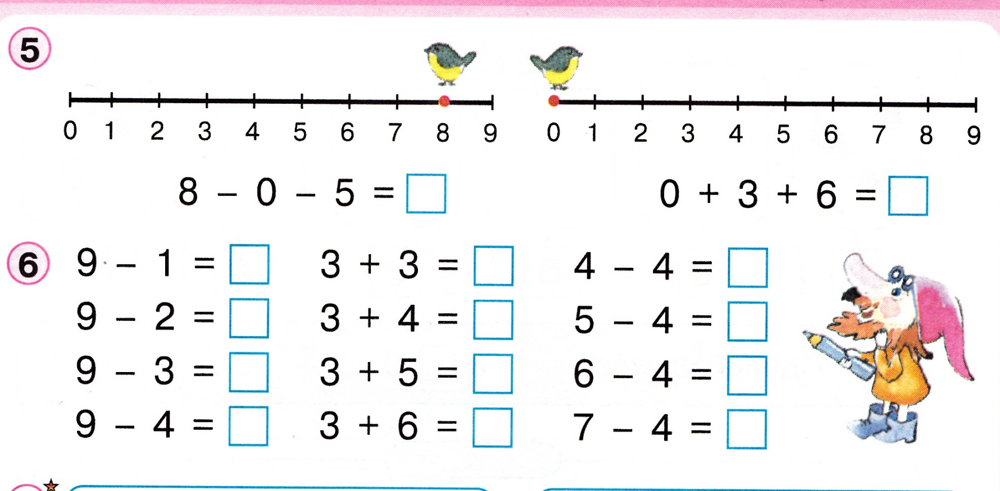 5
0 1 2 3 4 5 6 7 8 9
0 1 2 3 4 5 6 7 8 9
8 − 0 − 5 =
0 + 3 + 6 =
6
9 − 1 = 3 + 3 = 4 − 4 =
9 − 2 = 3 + 4 = 5 − 4 =
9 − 3 = 3 + 5 = 6 − 4 =
9 − 4 = 3 + 6 = 7 − 4 =